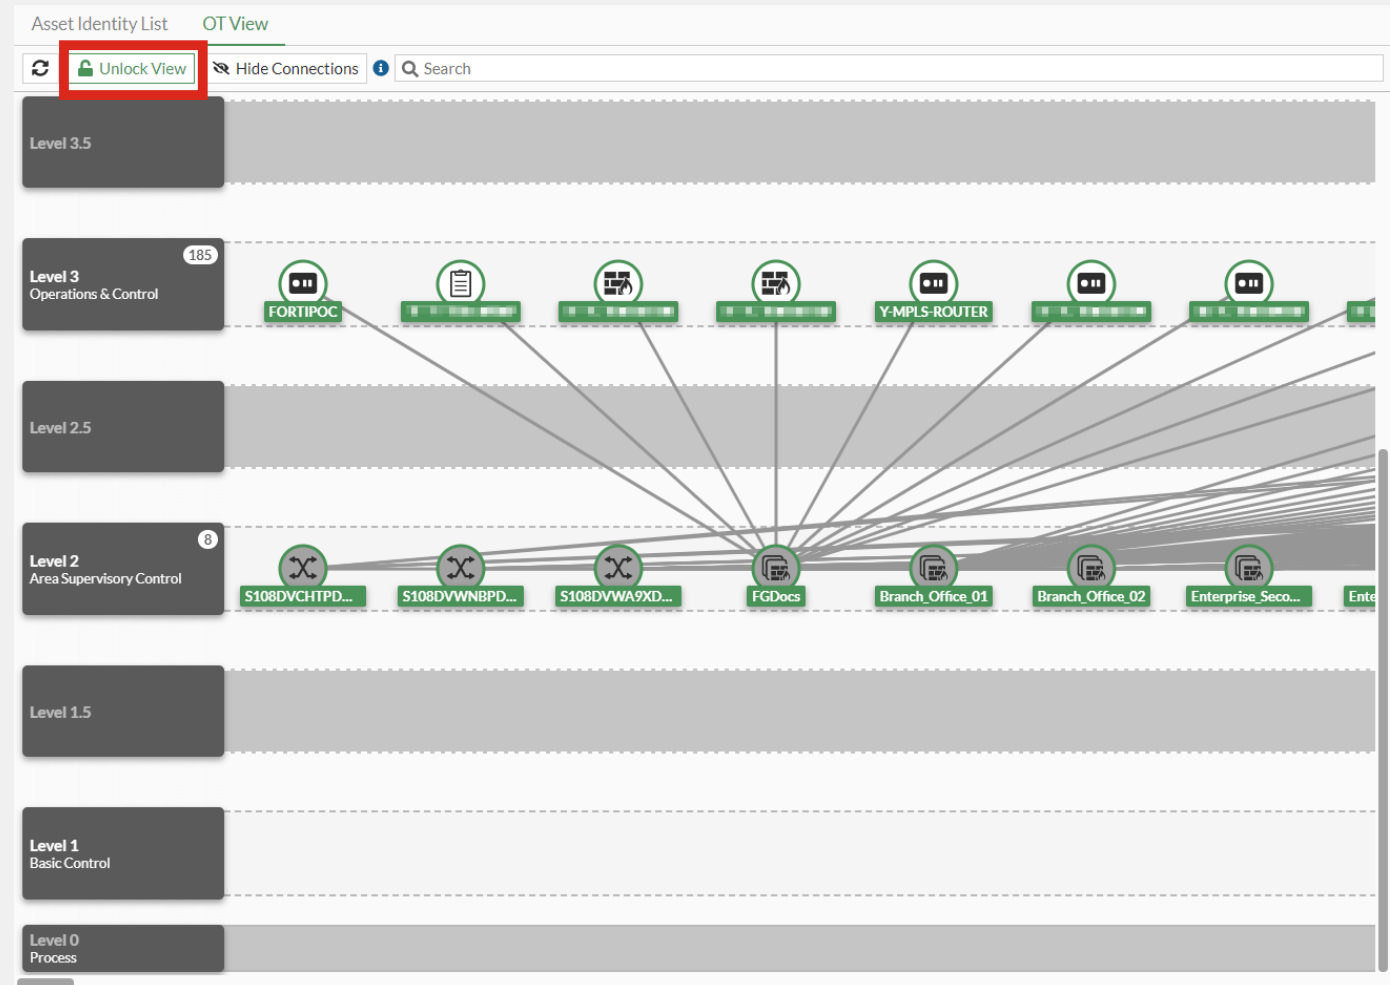 Asset Identity List OT View
Unlock View Hide Connections Search
Level 3.5
185
Level 3
Operations & Control
FORTIPOC Y-MPLS-ROUTER
Level 2.5
8
Level 2
Area Supervisory Control
S108DVCHTPD... S108DVWNBPD... S108DVWA9XD... FGDocs Branch_Office_01 Branch_Office_02 Enterprise_Seco... Ente
Level 1.5
Level 1
Basic Control
Level 0
Process